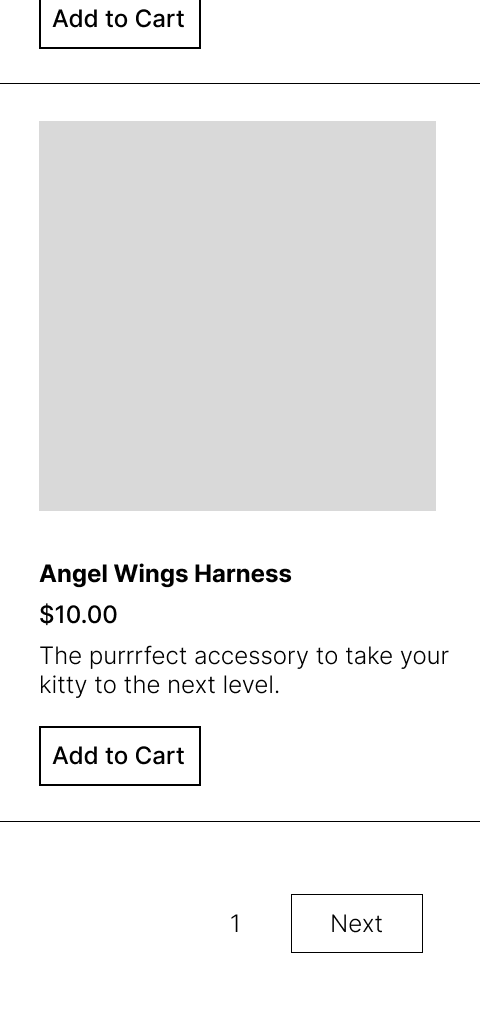 Add to Cart
Angel Wings Harness
$10.00
The purrrfect accessory to take your
kitty to the next level.
Add to Cart
1 Next